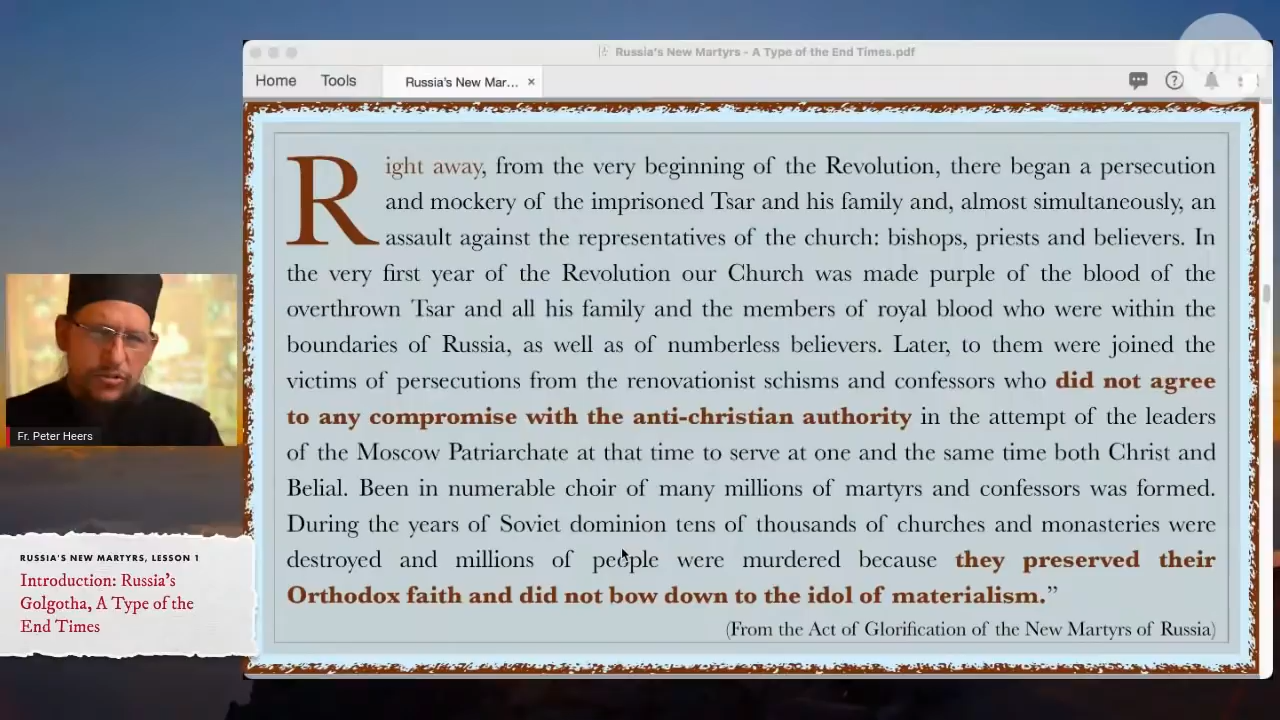 Russia's New Martyrs - A Type of the End Times.pdf
Home
Tools
Russia's New Mar... ×
Right away, from the very beginning of the Revolution, there began a persecution
and mockery of the imprisoned Tsar and his family and, almost simultaneously, an
assault against the representatives of the church: bishops, priests and believers. In
the very first year of the Revolution our Church was made purple of the blood of the
overthrown Tsar and all his family and the members of royal blood who were within the
boundaries of Russia, as well as of numberless believers. Later, to them were joined the
victims of persecutions from the renovationist schisms and confessors who did not agree
to any compromise with the anti-christian authority in the attempt of the leaders
of the Moscow Patriarchate at that time to serve at one and the same time both Christ and
Belial. Been in numerable choir of many millions of martyrs and confessors was formed.
During the years of Soviet dominion tens of thousands of churches and monasteries were
destroyed and millions of people were murdered because they preserved their
Orthodox faith and did not bow down to the idol of materialism.”
(From the Act of Glorification of the New Martyrs of Russia)
Fr. Peter Heers
RUSSIA'S NEW MARTYRS, LESSON 1
Introduction: Russia's
Golgotha, A Type of the
End Times